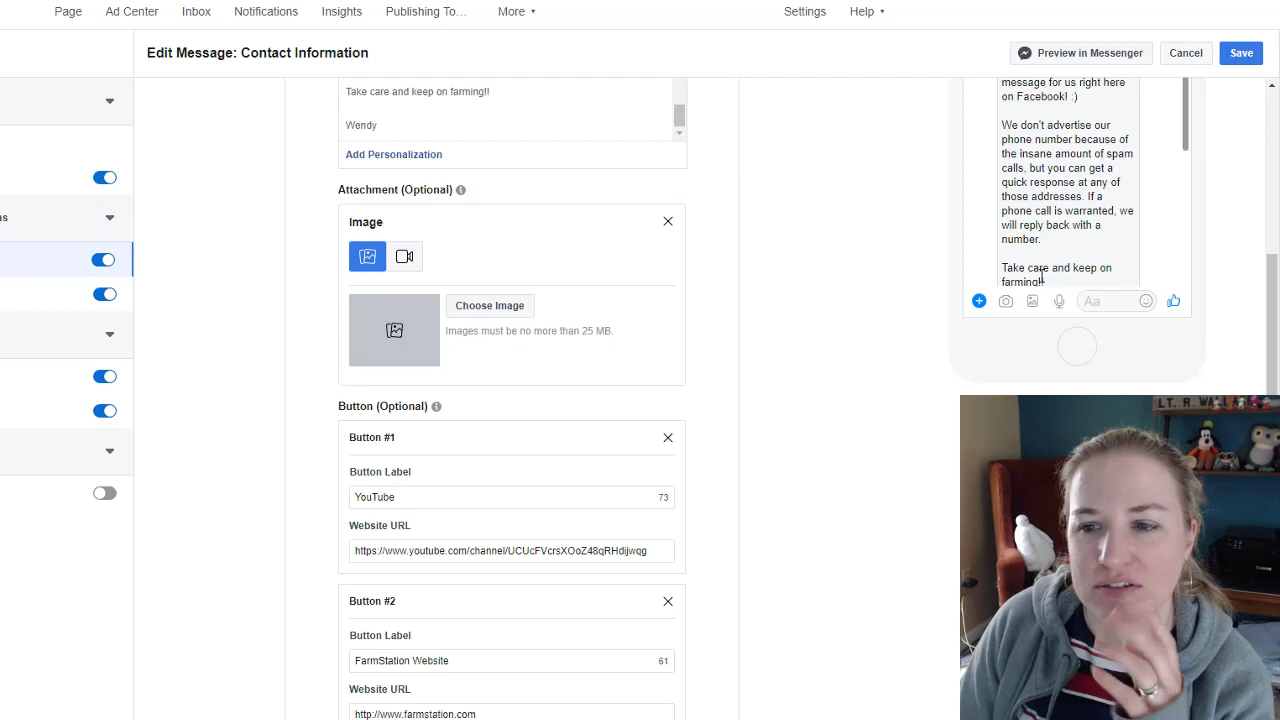 Page Ad Center Inbox Notifications Insights Publishing To… More Settings Help
Edit Message: Contact Information
Preview in Messenger Cancel Save
Take care and keep on farming!!
Wendy
Add Personalization
Attachment (Optional)
Image
Choose Image
Images must be no more than 25 MB.
Button (Optional)
Button #1
Button Label
YouTube 73
Website URL
https://www.youtube.com/channel/UCUcFVcrsXOoZ48qRHdijwqg
Button #2
Button Label
FarmStation Website 61
Website URL
http://www.farmstation.com
message for us right here
on Facebook! :)
We don't advertise our
phone number because of
the insane amount of spam
calls, but you can get a
quick response at any of
those addresses. If a
phone call is warranted, we
will reply back with a
number.
Take care and keep on
farming!!
Aa
LT. R.